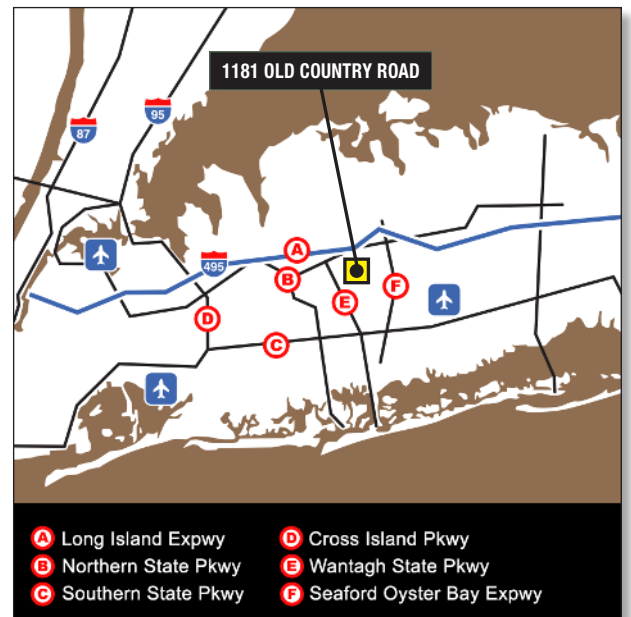 1181 OLD COUNTRY ROAD
95
87
A
495
B
E
F
D
C
A Long Island Expwy
B Northern State Pkwy
C Southern State Pkwy
D Cross Island Pkwy
E Wantagh State Pkwy
F Seaford Oyster Bay Expwy